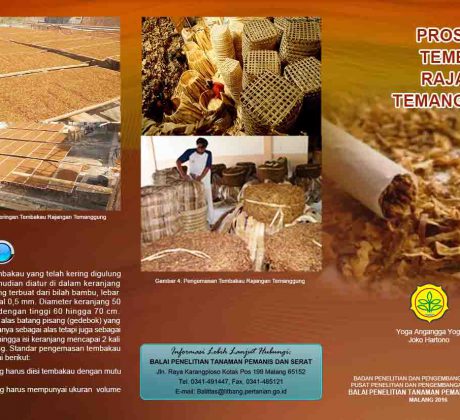 eringan Tembakau Rajangan Temanggung
bakau yang telah kering digulung
mudian diatur di dalam keranjang
ng terbuat dari bilah bambu, lebar
al 0,5 mm. Diameter keranjang 50
dengan tinggi 60 hingga 70 cm.
alas batang pisang (gedebok) yang
anya sebagai alas tetapi juga sebagai
hingga isi keranjang mencapai 2 kali
g. Standar pengemasan tembakau
ai berikut:
g harus diisi tembakau dengan mutu
ng harus mempunyai ukuran volume
Gambar 4. Pengemasan Tembakau Rajangan Temanggung
Informasi Lebih Lanjut Hubungi:
BALAI PENELITIAN TANAMAN PEMANIS DAN SERAT
Jln. Raya Karangploso Kotak Pos 199 Malang 65152
Telp. 0341-491447, Fax. 0341-485121
E-mail: Balittas@litbang.pertanian.go.id
PROS
TEMB
RAJA
TEMANG
Yoga Angangga Yog
Joko Hartono
BADAN PENELITIAN DAN PENGEMBANG
PUSAT PENELITIAN DAN PENGEMBANGA
BALAI PENELITIAN TANAMAN PEMA
MALANG 2016